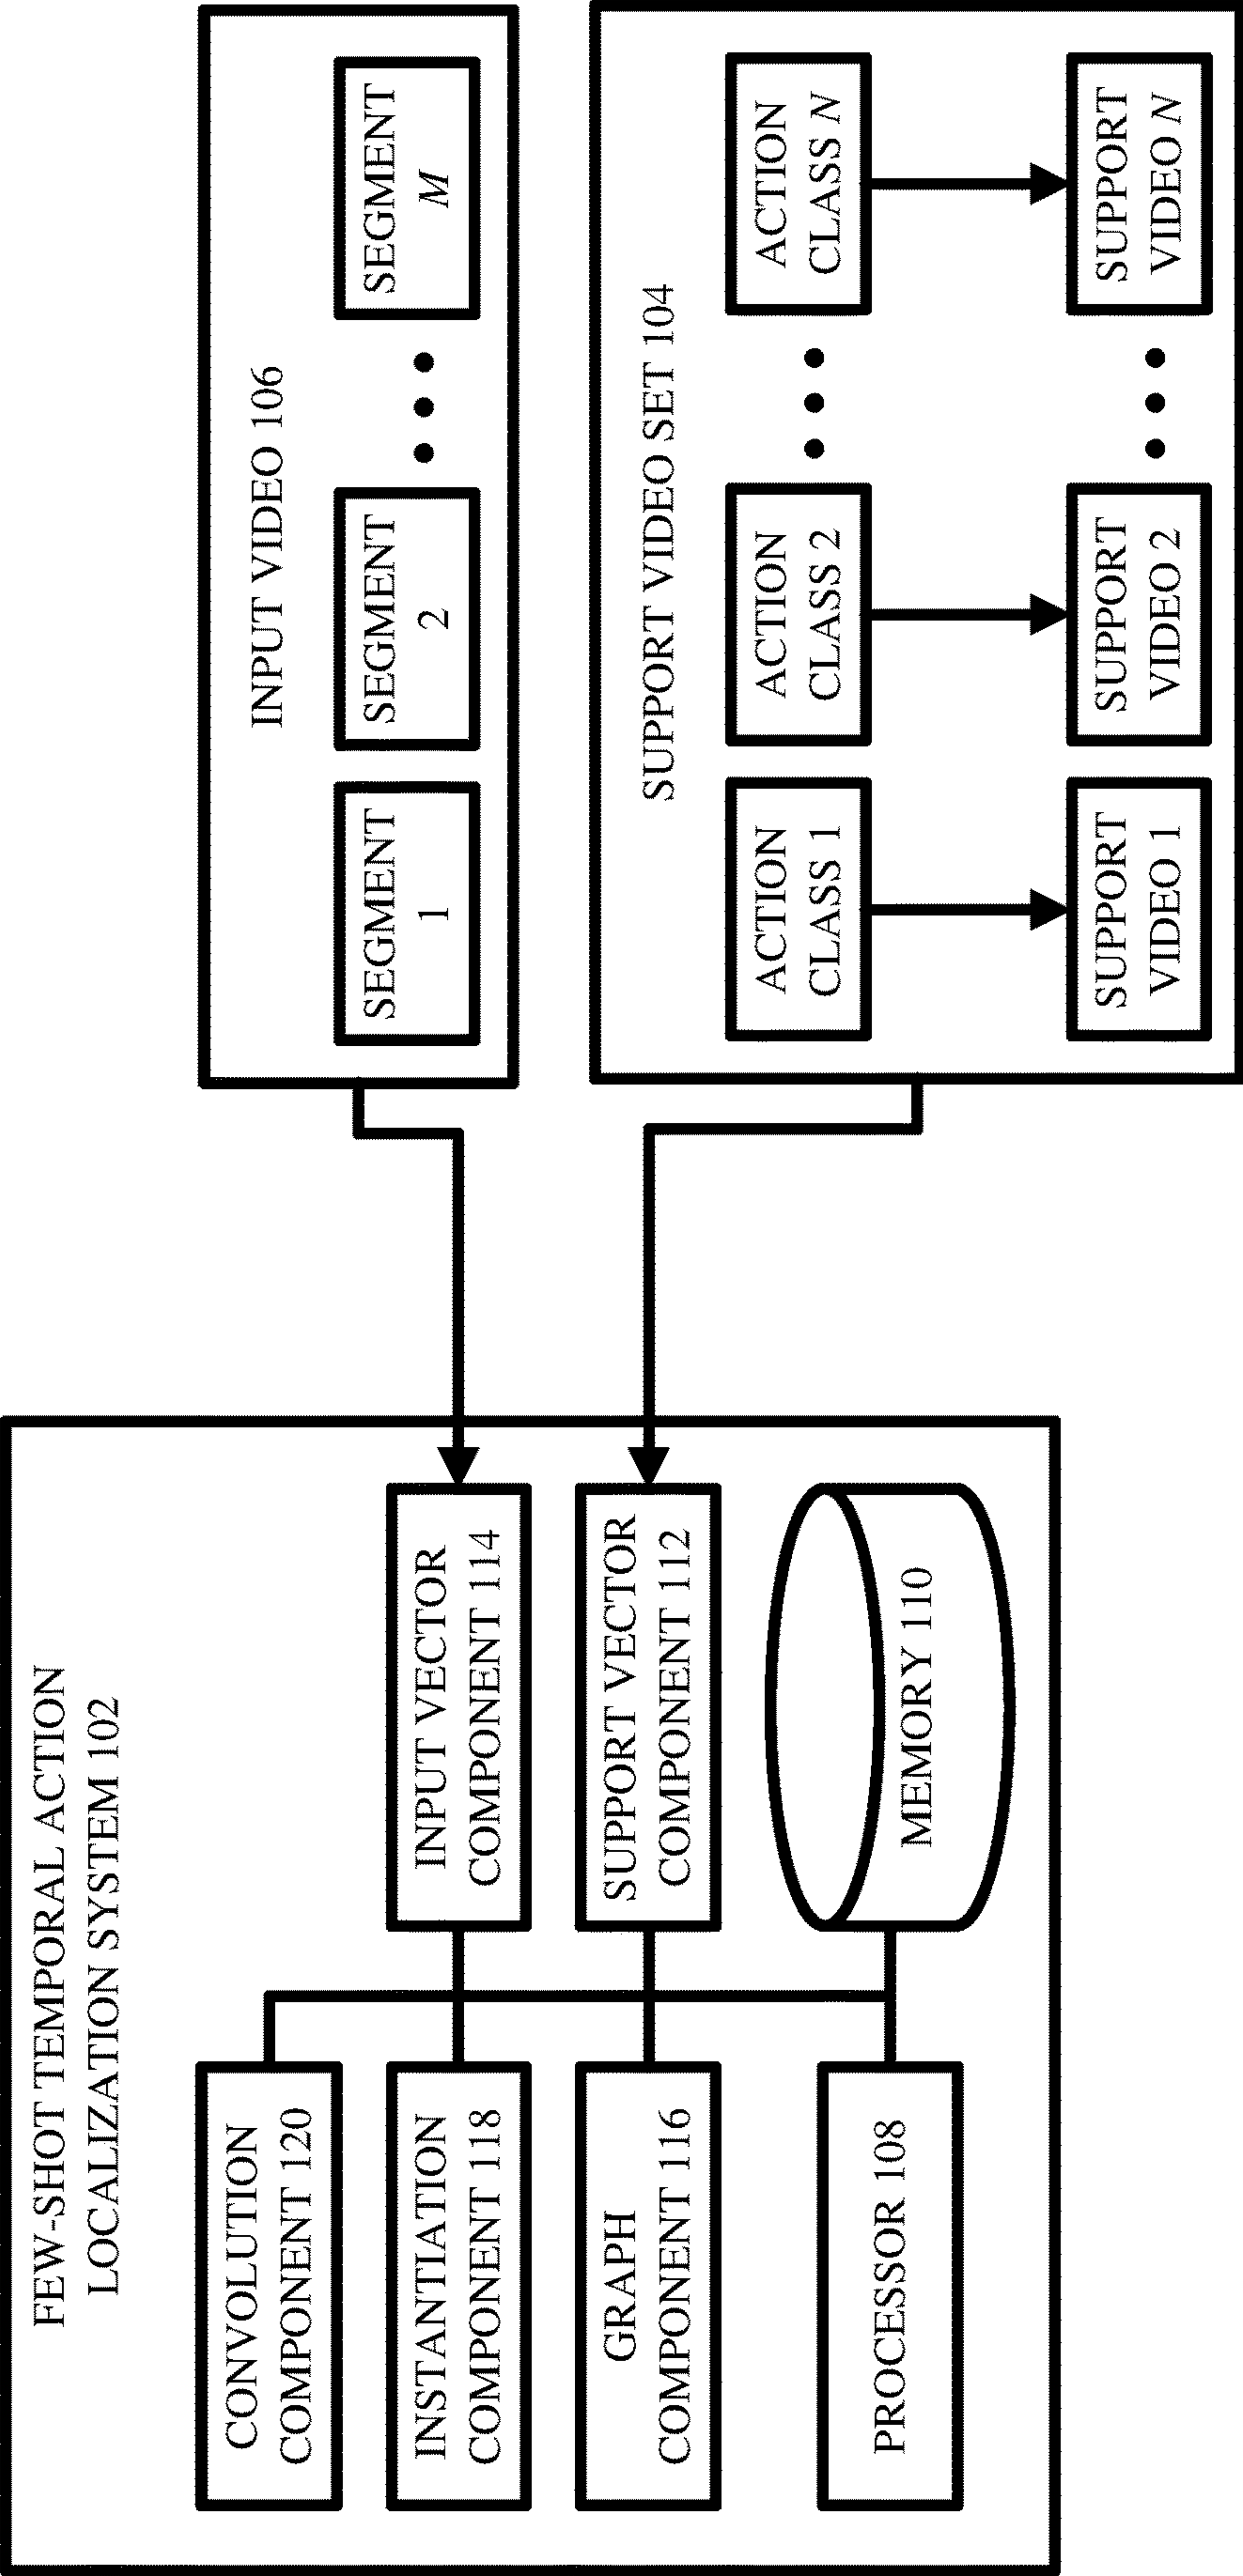 FEW-SHOT TEMPORAL ACTION
LOCALIZATION SYSTEM 102
CONVOLUTION
COMPONENT 120
INSTANTIATION
COMPONENT 118
INPUT VECTOR
COMPONENT 114
GRAPH
COMPONENT 116
SUPPORT VECTOR
COMPONENT 112
PROCESSOR 108
MEMORY 110
INPUT VIDEO 106
SEGMENT
1
SEGMENT
2
SEGMENT
M
SUPPORT VIDEO SET 104
ACTION
CLASS 1
ACTION
CLASS 2
ACTION
CLASS N
SUPPORT
VIDEO 1
SUPPORT
VIDEO 2
SUPPORT
VIDEO N